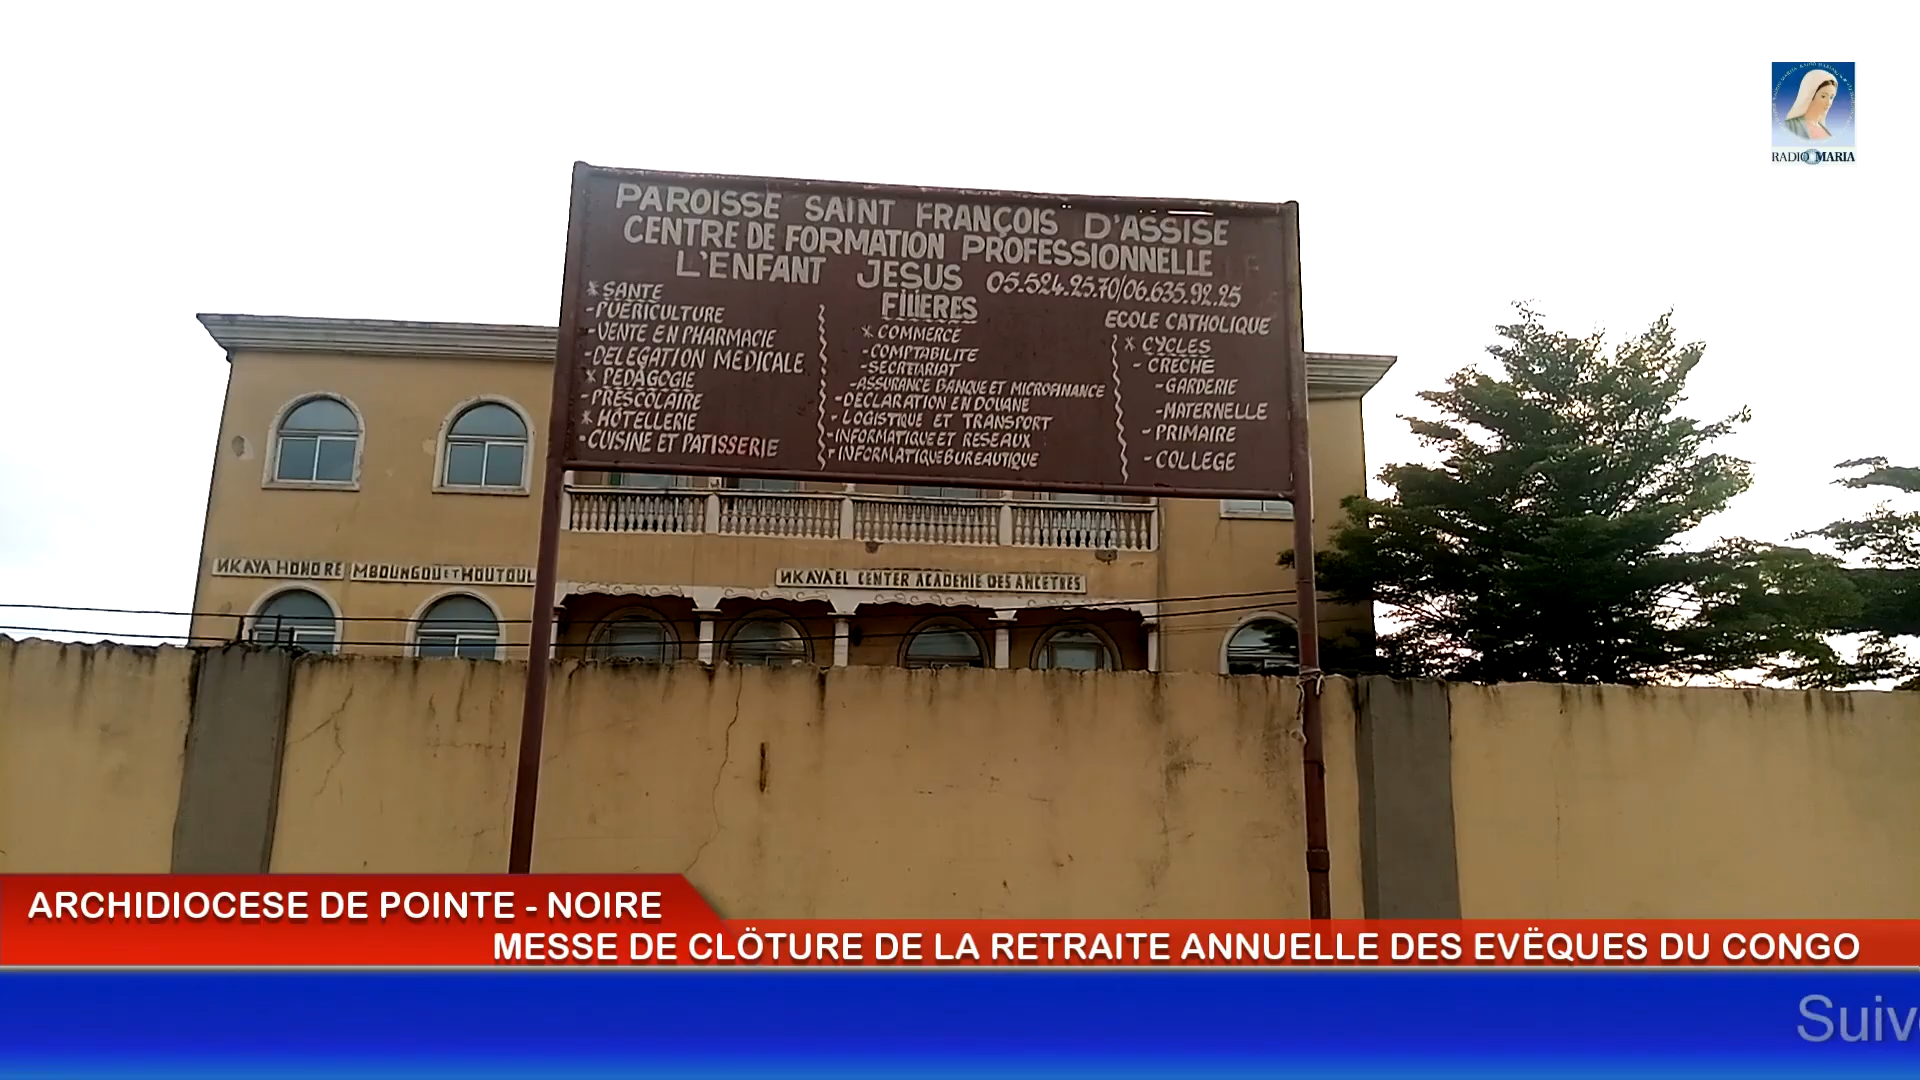 RADIO MARIA
PAROISSE SAINT FRANÇOIS D'ASSISE
CENTRE DE FORMATION PROFESSIONNELLE
L'ENFANT JESUS 05.524.25.70/06.635.92.25
FILIERES
* SANTE
-PUERICULTURE
-VENTE EN PHARMACIE
-DELEGATION MEDICALE
* PEDAGOGIE
-PRESCOLAIRE
* HÔTELLERIE
-CUISINE ET PATISSERIE
* COMMERCE
-COMPTABILITE
-SECRETARIAT
-ASSURANCE BANQUE ET MICROFINANCE
-DECLARATION EN DOUANE
-LOGISTIQUE ET TRANSPORT
-INFORMATIQUE ET RESEAUX
-INFORMATIQUE BUREAUTIQUE
ECOLE CATHOLIQUE
* CYCLES
-CRECHE
-GARDERIE
-MATERNELLE
-PRIMAIRE
-COLLEGE
NKAYA HONORE MBOUNGOU ET MOUTOU
NKAYAEL CENTER ACADEMIE DES ANCETRES
ARCHIDIOCESE DE POINTE - NOIRE
MESSE DE CLÖTURE DE LA RETRAITE ANNUELLE DES EVËQUES DU CONGO
Suiv